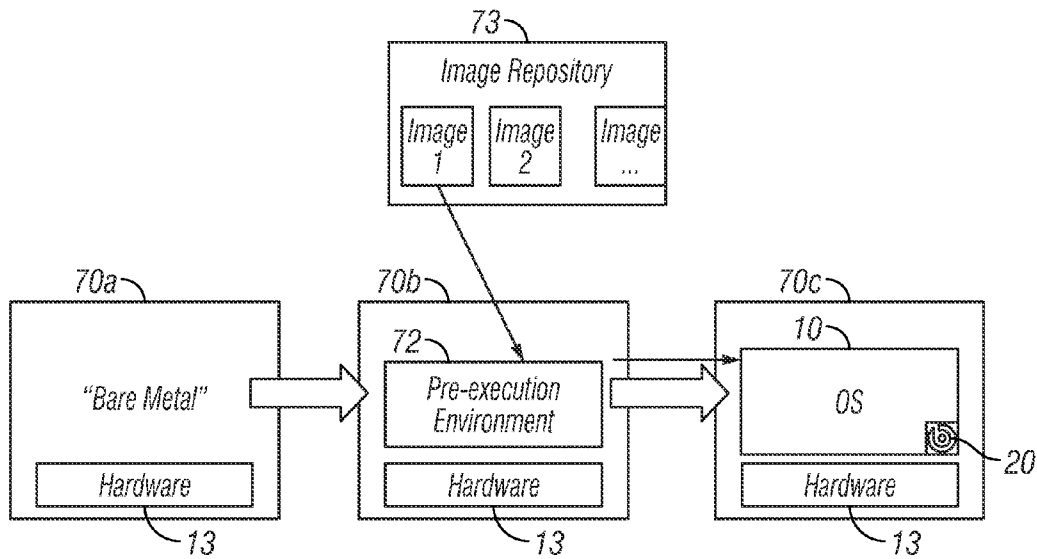 73
Image Repository
Image
1
Image
2
Image
...
70a
70b
70c
"Bare Metal"
72
Pre-execution
Environment
10
OS
20
Hardware
Hardware
Hardware
13
13
13